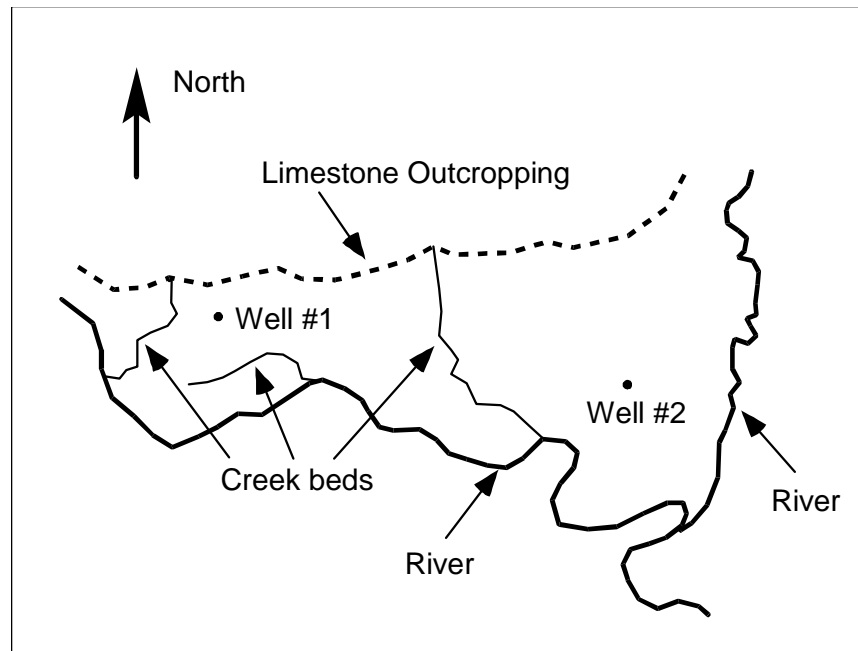 North
Limestone Outcropping
Well #1
Well #2
Creek beds
River
River